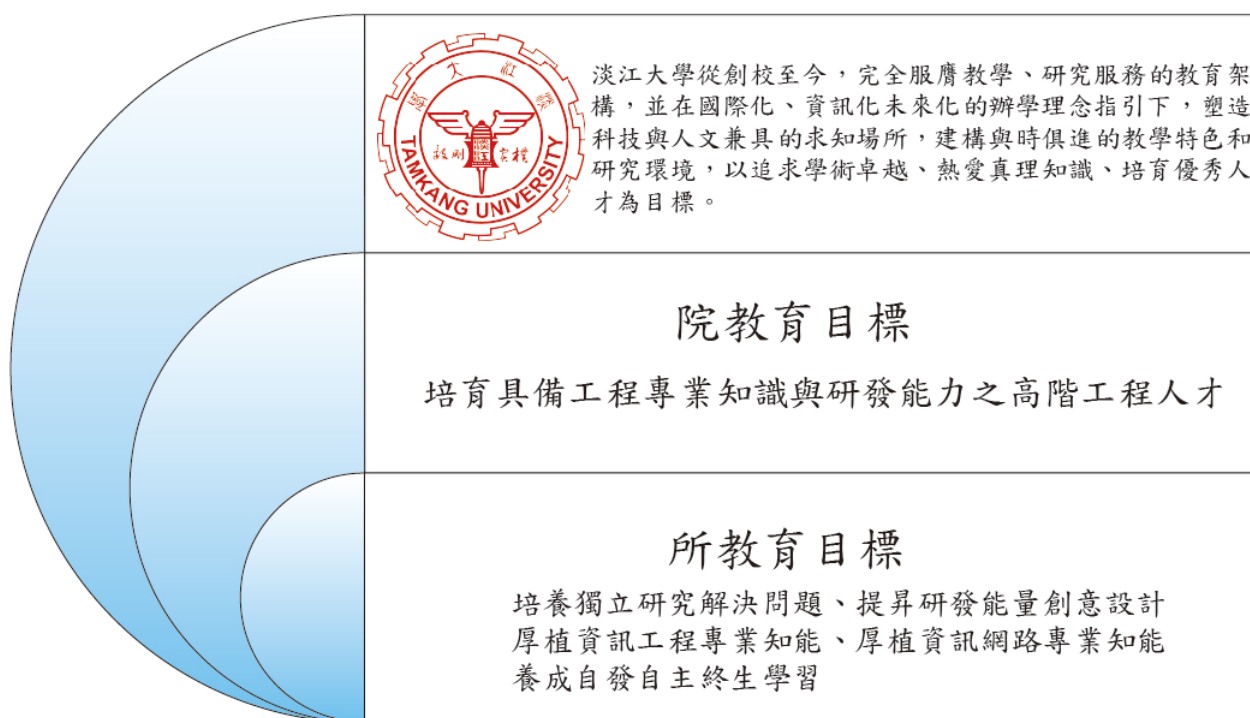 淡江大學
樸實剛毅
TAMKANG UNIVERSITY
淡江大學從創校至今，完全服膺教學、研究服務的教育架
構，並在國際化、資訊化未來化的辦學理念指引下，塑造
科技與人文兼具的求知場所，建構與時俱進的教學特色和
研究環境，以追求學術卓越、熱愛真理知識、培育優秀人
才為目標。
院教育目標
培育具備工程專業知識與研發能力之高階工程人才
所教育目標
培養獨立研究解決問題、提昇研發能量創意設計
厚植資訊工程專業知能、厚植資訊網路專業知能
養成自發自主終生學習